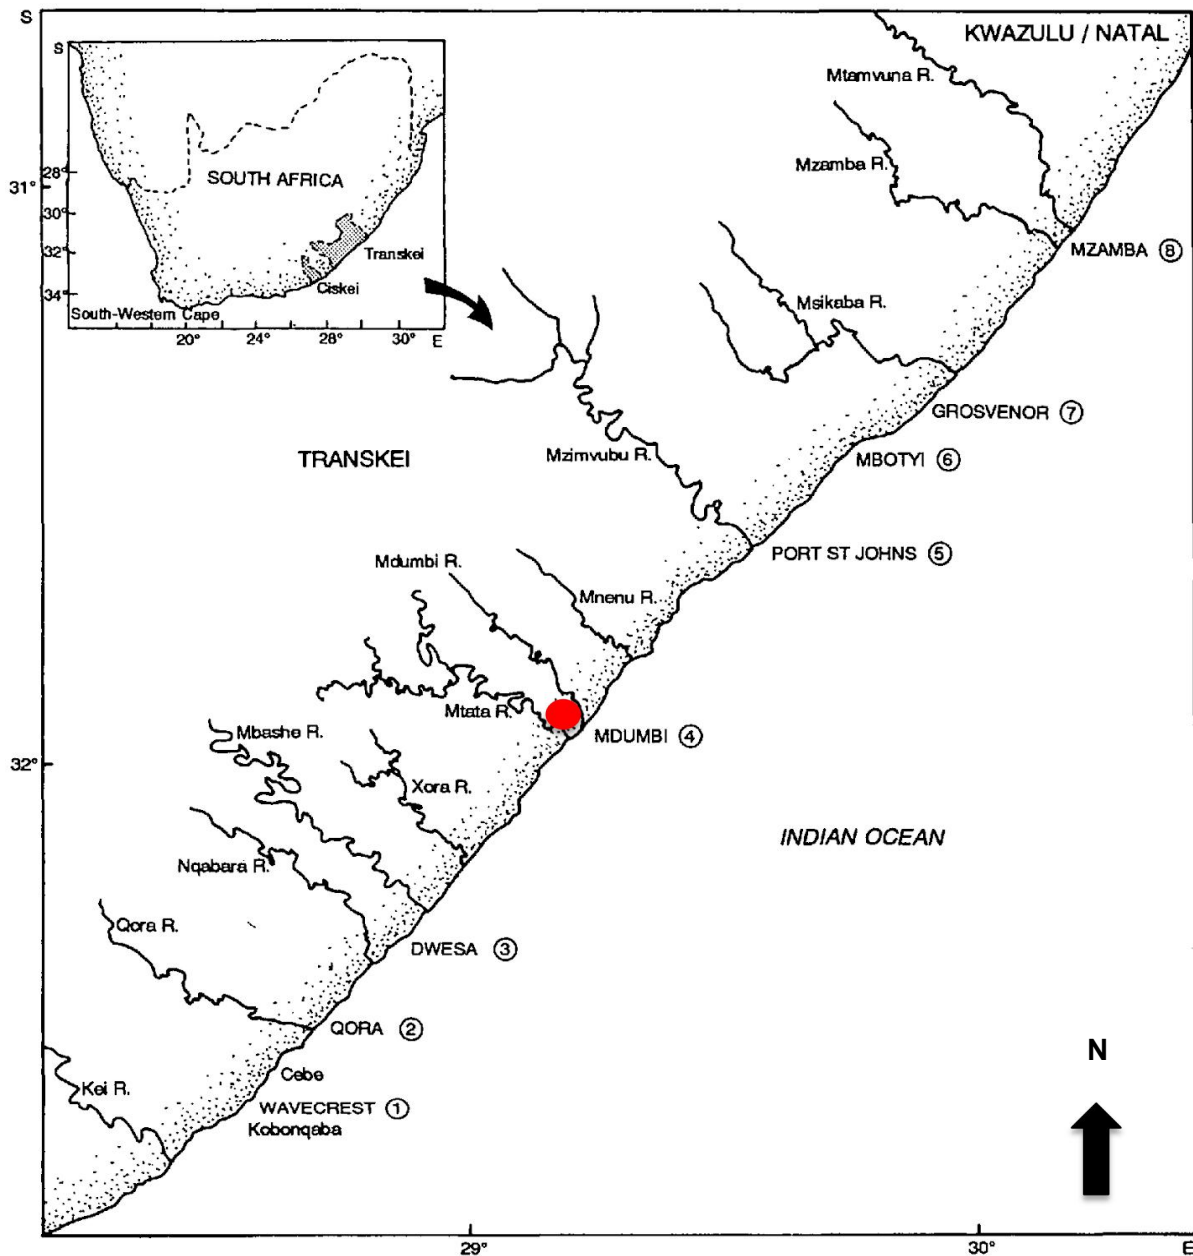 S
KWAZULU / NATAL
Mtamvuna R.
Mzamba R.
MZAMBA ⑧
Msikaba R.
GROSVENOR ⑦
MBOTYI ⑥
Mzimvubu R.
PORT ST JOHNS ⑤
TRANSKEI
Mdumbi R.
Mnenu R.
Mtata R.
MDUMBI ④
Mbashe R.
Xora R.
Nqabara R.
DWESA ③
Qora R.
QORA ②
Cebe
Kei R.
WAVECREST ①
Kobonqaba
INDIAN OCEAN
N
31°
32°
29°
30°
E
S
28°
30°
32°
34°
SOUTH AFRICA
Transkei
Ciskei
South-Western Cape
20°
24°
28°
30°
E